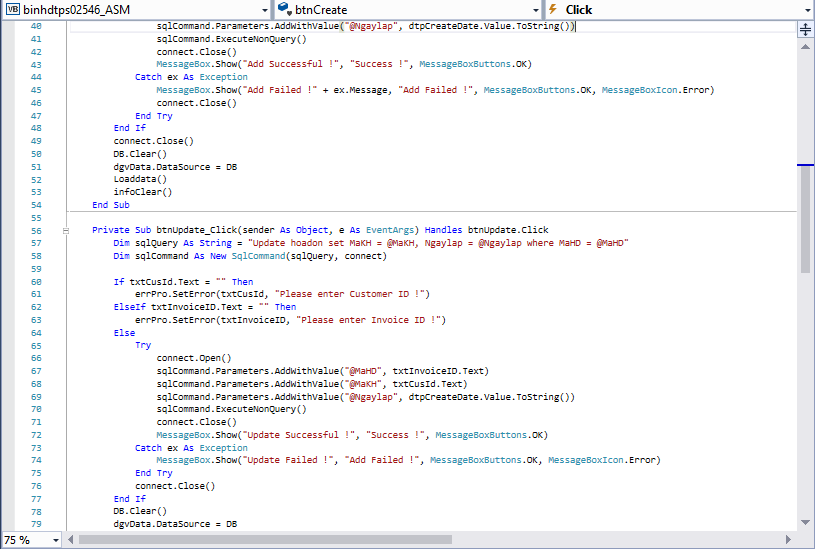 VB binhdtps02546_ASM btnCreate Click
40 sqlCommand.Parameters.AddWithValue("@Ngaylap", dtpCreateDate.Value.ToString())
41 sqlCommand.ExecuteNonQuery()
42 connect.Close()
43 MessageBox.Show("Add Successful !", "Success !", MessageBoxButtons.OK)
44 Catch ex As Exception
45 MessageBox.Show("Add Failed !" + ex.Message, "Add Failed !", MessageBoxButtons.OK, MessageBoxIcon.Error)
46 connect.Close()
47 End Try
48 End If
49 connect.Close()
50 DB.Clear()
51 dgvData.DataSource = DB
52 Loaddata()
53 infoClear()
54 End Sub
55
56 Private Sub btnUpdate_Click(sender As Object, e As EventArgs) Handles btnUpdate.Click
57 Dim sqlQuery As String = "Update hoadon set MaKH = @MaKH, Ngaylap = @Ngaylap where MaHD = @MaHD"
58 Dim sqlCommand As New SqlCommand(sqlQuery, connect)
59
60 If txtCusId.Text = "" Then
61 errPro.SetError(txtCusId, "Please enter Customer ID !")
62 ElseIf txtInvoiceID.Text = "" Then
63 errPro.SetError(txtInvoiceID, "Please enter Invoice ID !")
64 Else
65 Try
66 connect.Open()
67 sqlCommand.Parameters.AddWithValue("@MaHD", txtInvoiceID.Text)
68 sqlCommand.Parameters.AddWithValue("@MaKH", txtCusId.Text)
69 sqlCommand.Parameters.AddWithValue("@Ngaylap", dtpCreateDate.Value.ToString())
70 sqlCommand.ExecuteNonQuery()
71 connect.Close()
72 MessageBox.Show("Update Successful !", "Success !", MessageBoxButtons.OK)
73 Catch ex As Exception
74 MessageBox.Show("Update Failed !", "Add Failed !", MessageBoxButtons.OK, MessageBoxIcon.Error)
75 End Try
76 connect.Close()
77 End If
78 DB.Clear()
79 dgvData.DataSource = DB
75 %